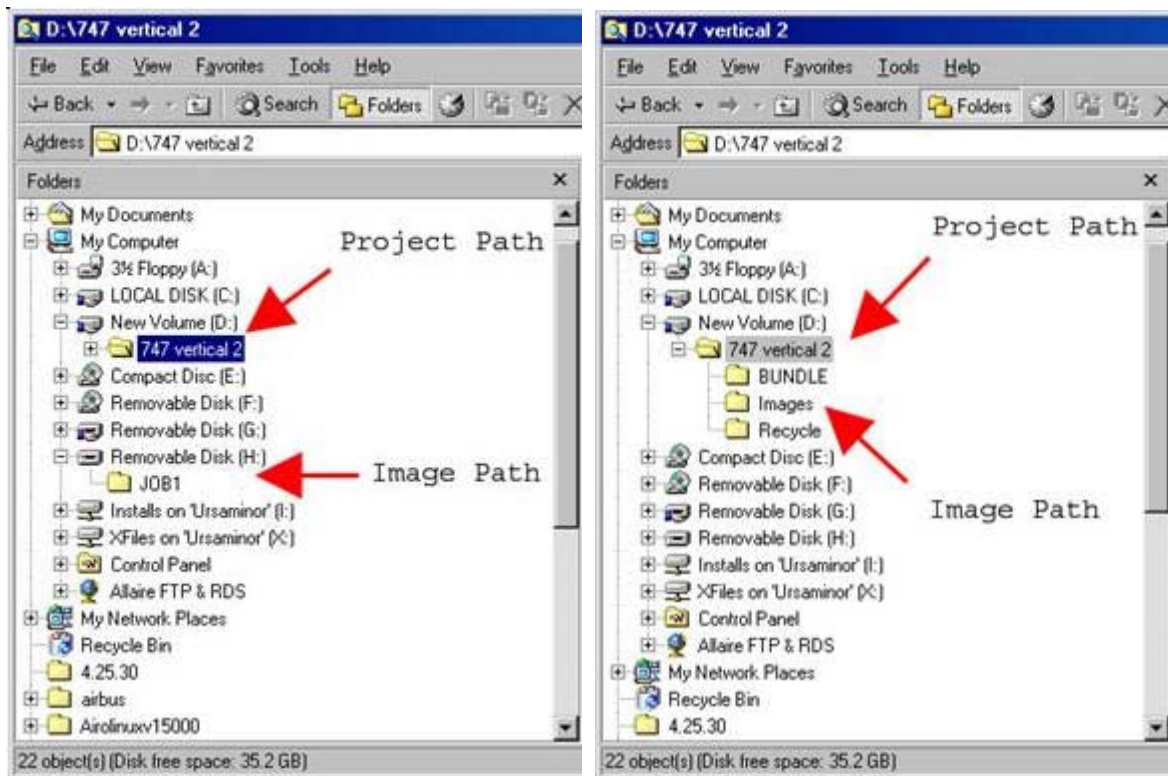 D:\747 vertical 2
File Edit View Favorites Tools Help
Back Search Folders
Address D:\747 vertical 2
Folders
My Documents
My Computer
Project Path
3½ Floppy (A:)
LOCAL DISK (C:)
New Volume (D:)
747 vertical 2
Compact Disc (E:)
Removable Disk (F:)
Removable Disk (G:)
Removable Disk (H:)
Image Path
JOB1
Installs on 'Ursaminor' (I:)
XFiles on 'Ursaminor' (X:)
Control Panel
Allaire FTP & RDS
My Network Places
Recycle Bin
4.25.30
airbus
Airolinuxv15000
22 object(s) (Disk free space: 35.2 GB)
D:\747 vertical 2
File Edit View Favorites Tools Help
Back Search Folders
Address D:\747 vertical 2
Folders
My Documents
Project Path
My Computer
3½ Floppy (A:)
LOCAL DISK (C:)
New Volume (D:)
747 vertical 2
BUNDLE
Images
Recycle
Compact Disc (E:)
Removable Disk (F:)
Removable Disk (G:)
Image Path
Removable Disk (H:)
Installs on 'Ursaminor' (I:)
XFiles on 'Ursaminor' (X:)
Control Panel
Allaire FTP & RDS
My Network Places
Recycle Bin
4.25.30
22 object(s) (Disk free space: 35.2 GB)